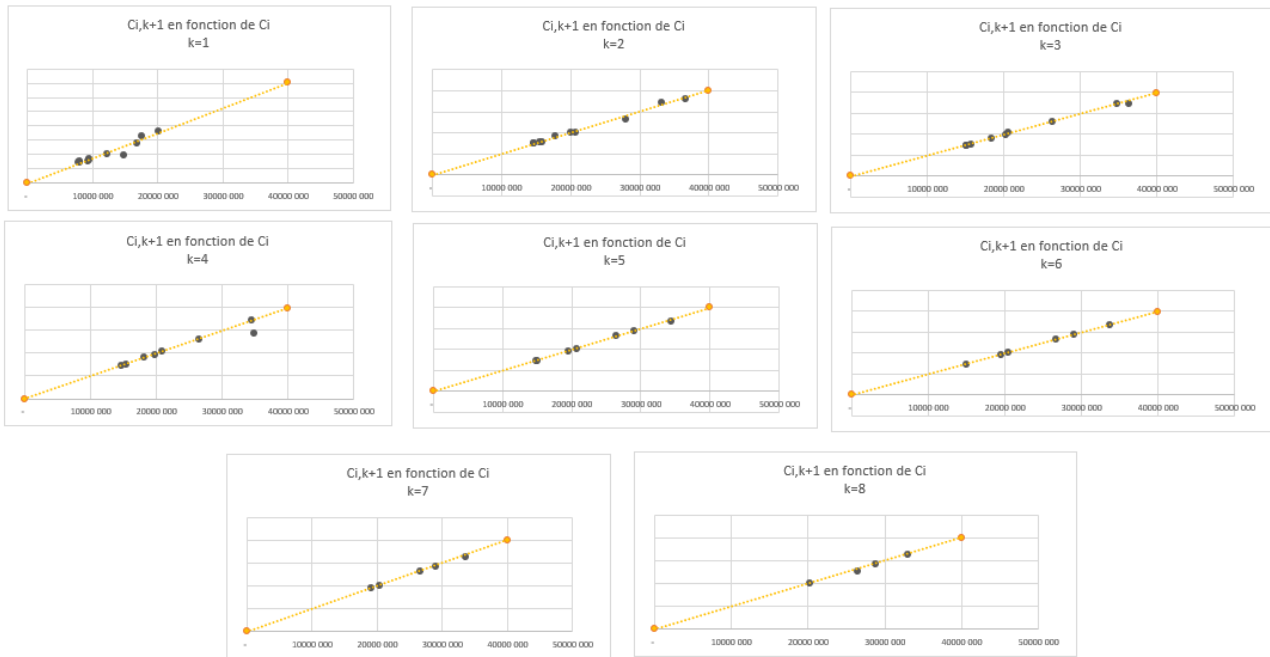 Ci,k+1 en fonction de Ci
k=1
- 10000 000 20000 000 30000 000 40000 000 50000 000
Ci,k+1 en fonction de Ci
k=2
- 10000 000 20000 000 30000 000 40000 000 50000 000
Ci,k+1 en fonction de Ci
k=3
- 10000 000 20000 000 30000 000 40000 000 50000 000
Ci,k+1 en fonction de Ci
k=4
- 10000 000 20000 000 30000 000 40000 000 50000 000
Ci,k+1 en fonction de Ci
k=5
- 10000 000 20000 000 30000 000 40000 000 50000 000
Ci,k+1 en fonction de Ci
k=6
- 10000 000 20000 000 30000 000 40000 000 50000 000
Ci,k+1 en fonction de Ci
k=7
- 10000 000 20000 000 30000 000 40000 000 50000 000
Ci,k+1 en fonction de Ci
k=8
- 10000 000 20000 000 30000 000 40000 000 50000 000